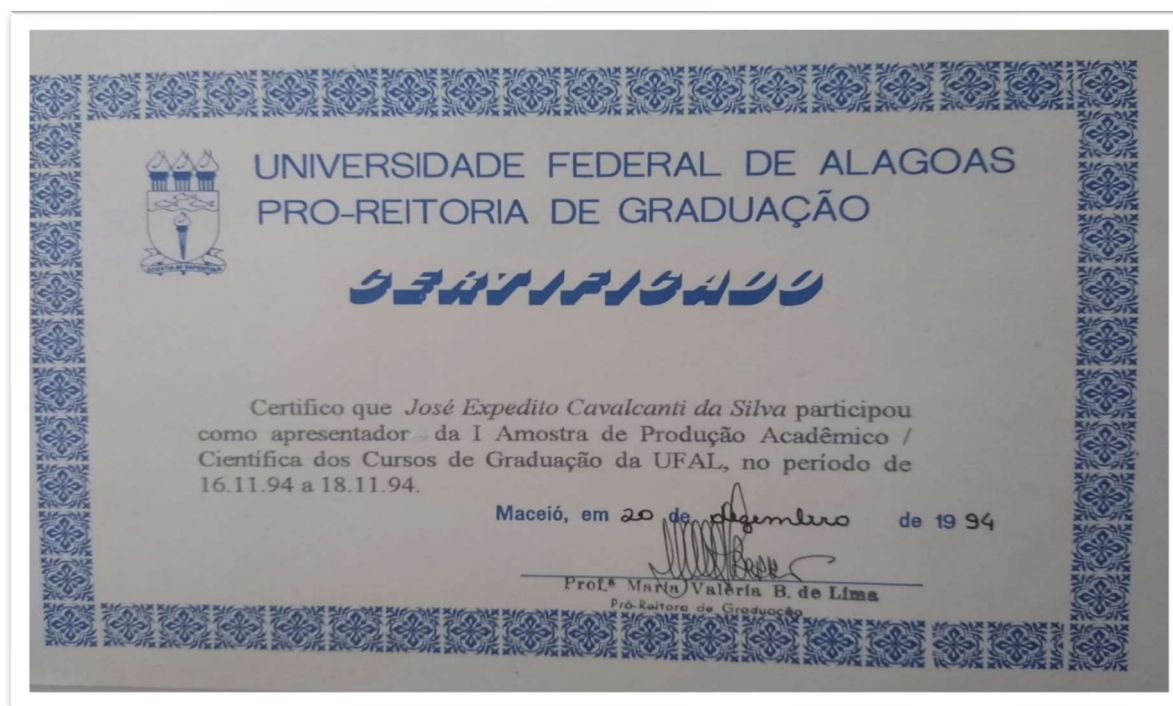 UNIVERSIDADE FEDERAL DE ALAGOAS
PRO-REITORIA DE GRADUAÇÃO
CERTIFICADO
Certifico que José Expedito Cavalcanti da Silva participou
como apresentador da I Amostra de Produção Acadêmico /
Científica dos Cursos de Graduação da UFAL, no período de
16.11.94 a 18.11.94.
Maceió, em 20 de dezembro de 1994
Prof.ª Maria Valéria B. de Lima
Pró-Reitora de Graduação